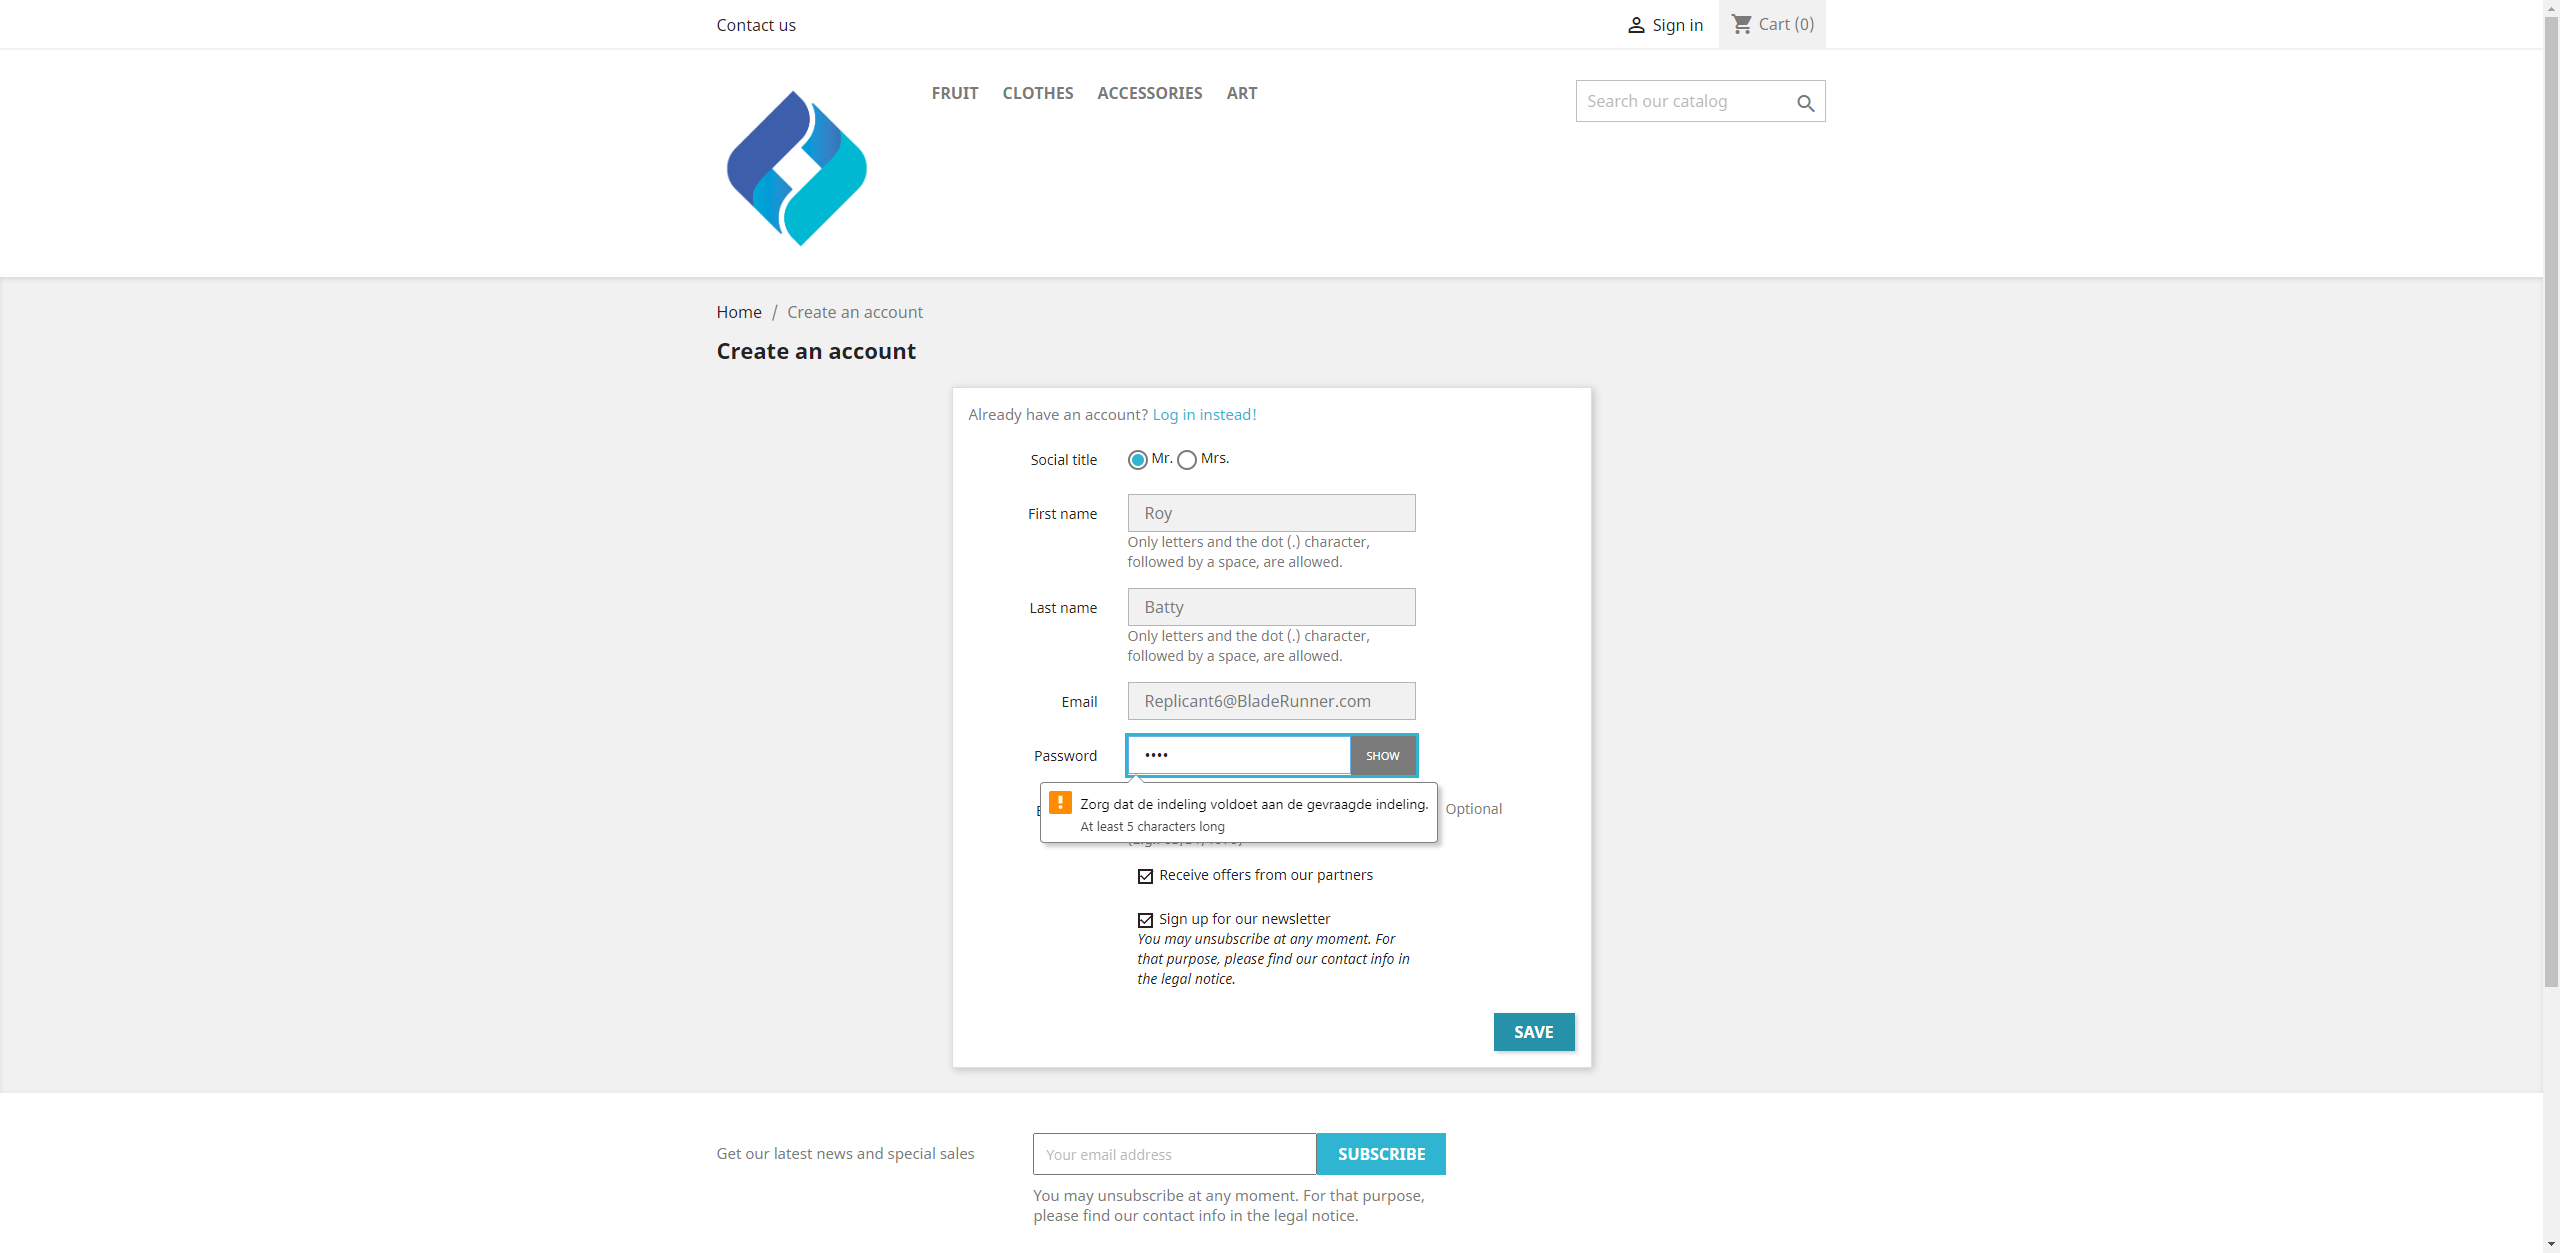 Contact us
Sign in
Cart (0)
FRUIT CLOTHES ACCESSORIES ART
Search our catalog
Home / Create an account
Create an account
Already have an account? Log in instead!
Social title Mr. Mrs.
First name Roy
Only letters and the dot (.) character,
followed by a space, are allowed.
Last name Batty
Only letters and the dot (.) character,
followed by a space, are allowed.
Email Replicant6@BladeRunner.com
Password •••• SHOW
Zorg dat de indeling voldoet aan de gevraagde indeling.
At least 5 characters long
Optional
Receive offers from our partners
Sign up for our newsletter
You may unsubscribe at any moment. For
that purpose, please find our contact info in
the legal notice.
SAVE
Get our latest news and special sales
Your email address
SUBSCRIBE
You may unsubscribe at any moment. For that purpose,
please find our contact info in the legal notice.